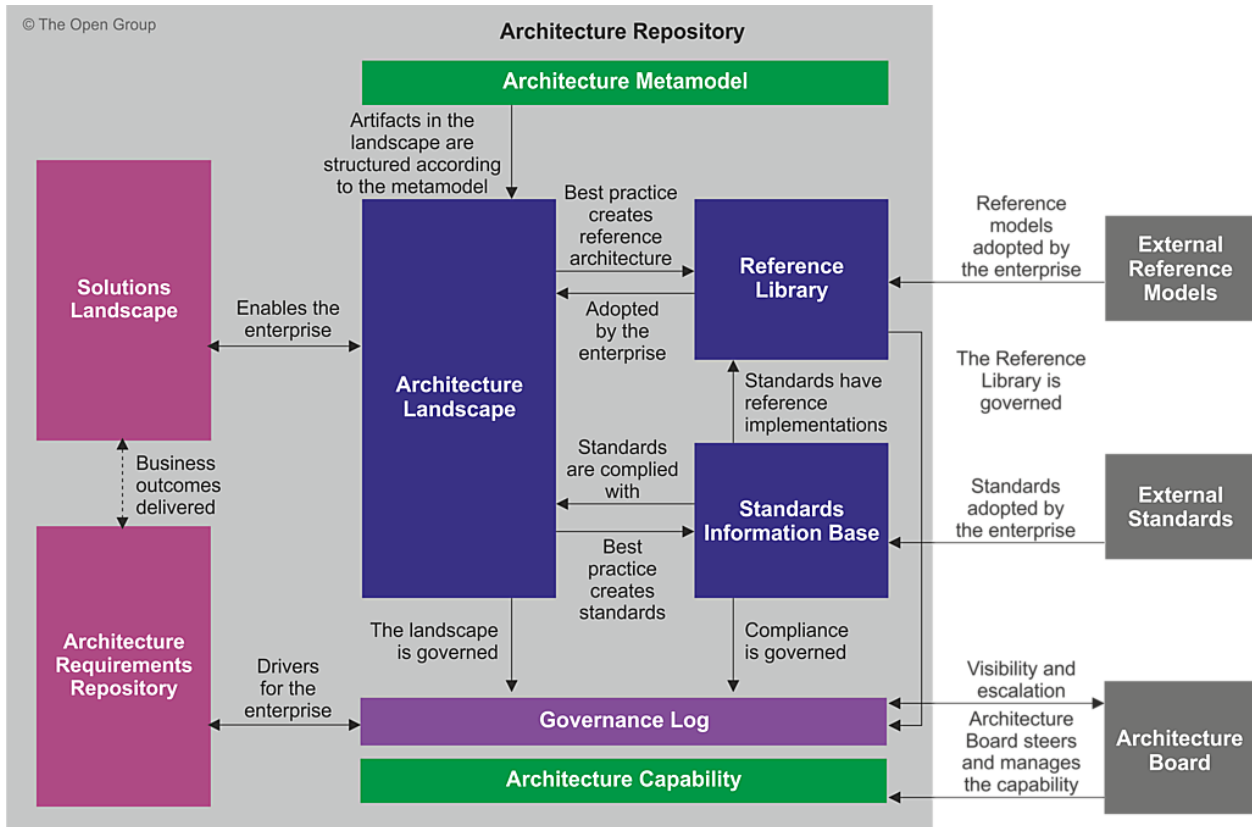 © The Open Group
Architecture Repository
Architecture Metamodel
Artifacts in the
landscape are
structured according
to the metamodel
Best practice
creates
reference
architecture
Reference
models
adopted by
the enterprise
External
Reference
Models
Solutions
Landscape
Reference
Library
Enables the
enterprise
Adopted
by the
enterprise
The Reference
Library is
governed
Architecture
Landscape
Standards have
reference
implementations
Business
outcomes
delivered
Standards
are complied
with
Standards
Information Base
Standards
adopted by
the enterprise
External
Standards
Best
practice
creates
standards
Architecture
Requirements
Repository
The landscape
is governed
Compliance
is governed
Drivers
for the
enterprise
Visibility and
escalation
Governance Log
Architecture
Board steers
and manages
the capability
Architecture
Board
Architecture Capability